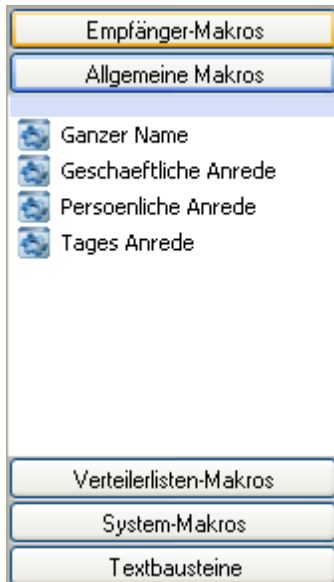 Empfänger-Makros
Allgemeine Makros
Ganzer Name
Geschaeftliche Anrede
Persoenliche Anrede
Tages Anrede
Verteilerlisten-Makros
System-Makros
Textbausteine